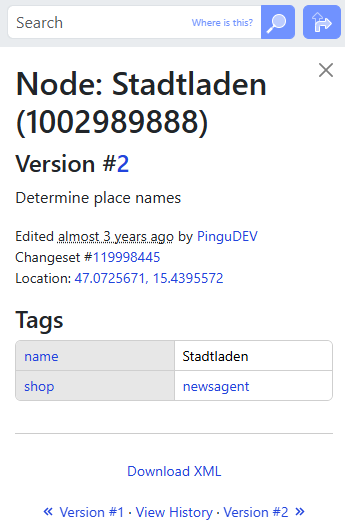 Search Where is this?
Node: Stadtladen
(1002989888)
Version #2
Determine place names
Edited almost 3 years ago by PinguDEV
Changeset #119998445
Location: 47.0725671, 15.4395572
Tags
name Stadtladen
shop newsagent
Download XML
« Version #1 · View History · Version #2 »